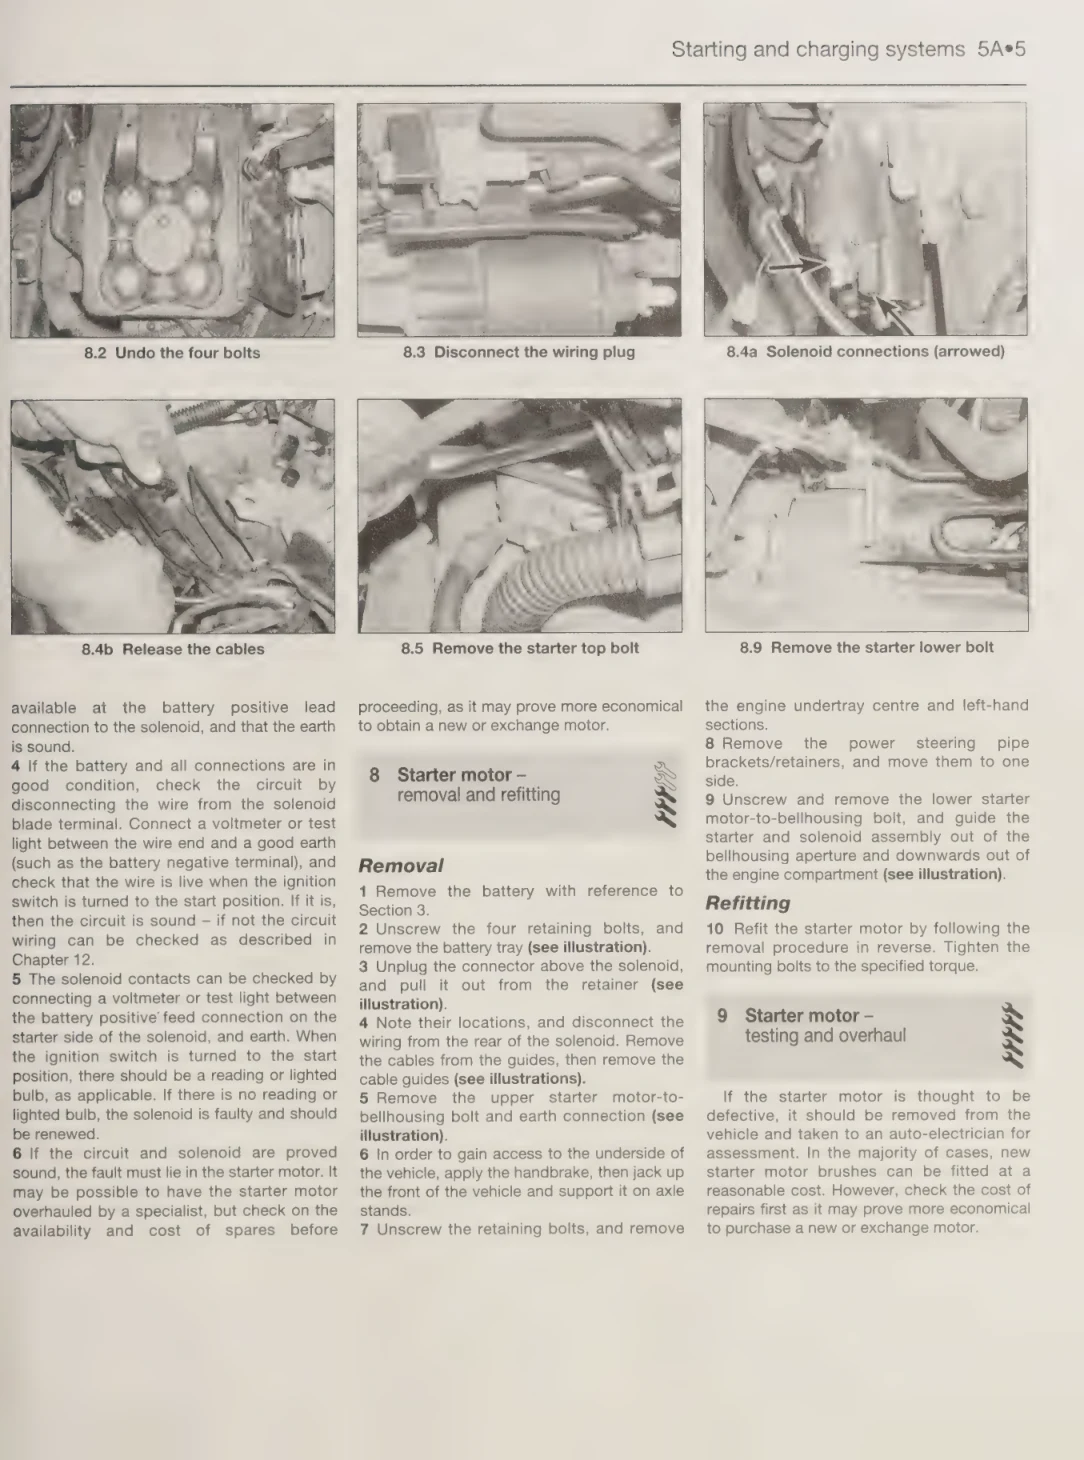 Starting and charging systems 5A•5
8.2 Undo the four bolts
8.3 Disconnect the wiring plug
8.4a Solenoid connections (arrowed)
8.4b Release the cables
8.5 Remove the starter top bolt
8.9 Remove the starter lower bolt
available at the battery positive lead
connection to the solenoid, and that the earth
is sound.
4 If the battery and all connections are in
good condition, check the circuit by
disconnecting the wire from the solenoid
blade terminal. Connect a voltmeter or test
light between the wire end and a good earth
(such as the battery negative terminal), and
check that the wire is live when the ignition
switch is turned to the start position. If it is,
then the circuit is sound – if not the circuit
wiring can be checked as described in
Chapter 12.
5 The solenoid contacts can be checked by
connecting a voltmeter or test light between
the battery positive feed connection on the
starter side of the solenoid, and earth. When
the ignition switch is turned to the start
position, there should be a reading or lighted
bulb, as applicable. If there is no reading or
lighted bulb, the solenoid is faulty and should
be renewed.
6 If the circuit and solenoid are proved
sound, the fault must lie in the starter motor. It
may be possible to have the starter motor
overhauled by a specialist, but check on the
availability and cost of spares before
proceeding, as it may prove more economical
to obtain a new or exchange motor.
8 Starter motor –
removal and refitting
Removal
1 Remove the battery with reference to
Section 3.
2 Unscrew the four retaining bolts, and
remove the battery tray (see illustration).
3 Unplug the connector above the solenoid,
and pull it out from the retainer (see
illustration).
4 Note their locations, and disconnect the
wiring from the rear of the solenoid. Remove
the cables from the guides, then remove the
cable guides (see illustrations).
5 Remove the upper starter motor-to-
bellhousing bolt and earth connection (see
illustration).
6 In order to gain access to the underside of
the vehicle, apply the handbrake, then jack up
the front of the vehicle and support it on axle
stands.
7 Unscrew the retaining bolts, and remove
the engine undertray centre and left-hand
sections.
8 Remove the power steering pipe
brackets/retainers, and move them to one
side.
9 Unscrew and remove the lower starter
motor-to-bellhousing bolt, and guide the
starter and solenoid assembly out of the
bellhousing aperture and downwards out of
the engine compartment (see illustration).
Refitting
10 Refit the starter motor by following the
removal procedure in reverse. Tighten the
mounting bolts to the specified torque.
9 Starter motor –
testing and overhaul
If the starter motor is thought to be
defective, it should be removed from the
vehicle and taken to an auto-electrician for
assessment. In the majority of cases, new
starter motor brushes can be fitted at a
reasonable cost. However, check the cost of
repairs first as it may prove more economical
to purchase a new or exchange motor.